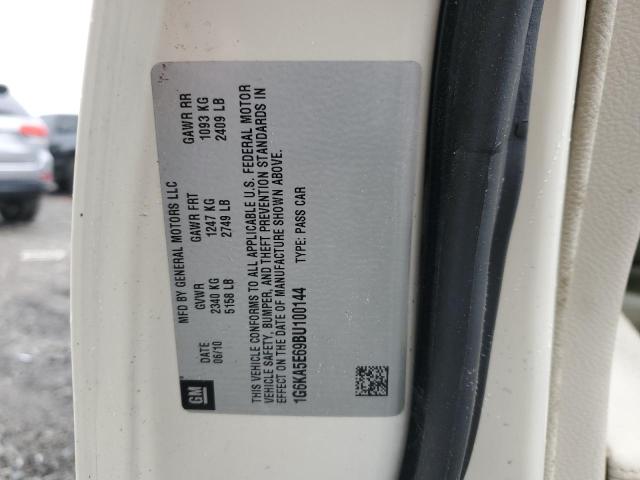 MFD BY GENERAL MOTORS LLC
DATE GVWR GAWR FRT GAWR RR
06/10 2340 KG 1247 KG 1093 KG
5158 LB 2749 LB 2409 LB
THIS VEHICLE CONFORMS TO ALL APPLICABLE U.S. FEDERAL MOTOR
VEHICLE SAFETY, BUMPER, AND THEFT PREVENTION STANDARDS IN
EFFECT ON THE DATE OF MANUFACTURE SHOWN ABOVE.
1G6KA5E69BU100144 TYPE: PASS CAR
GM